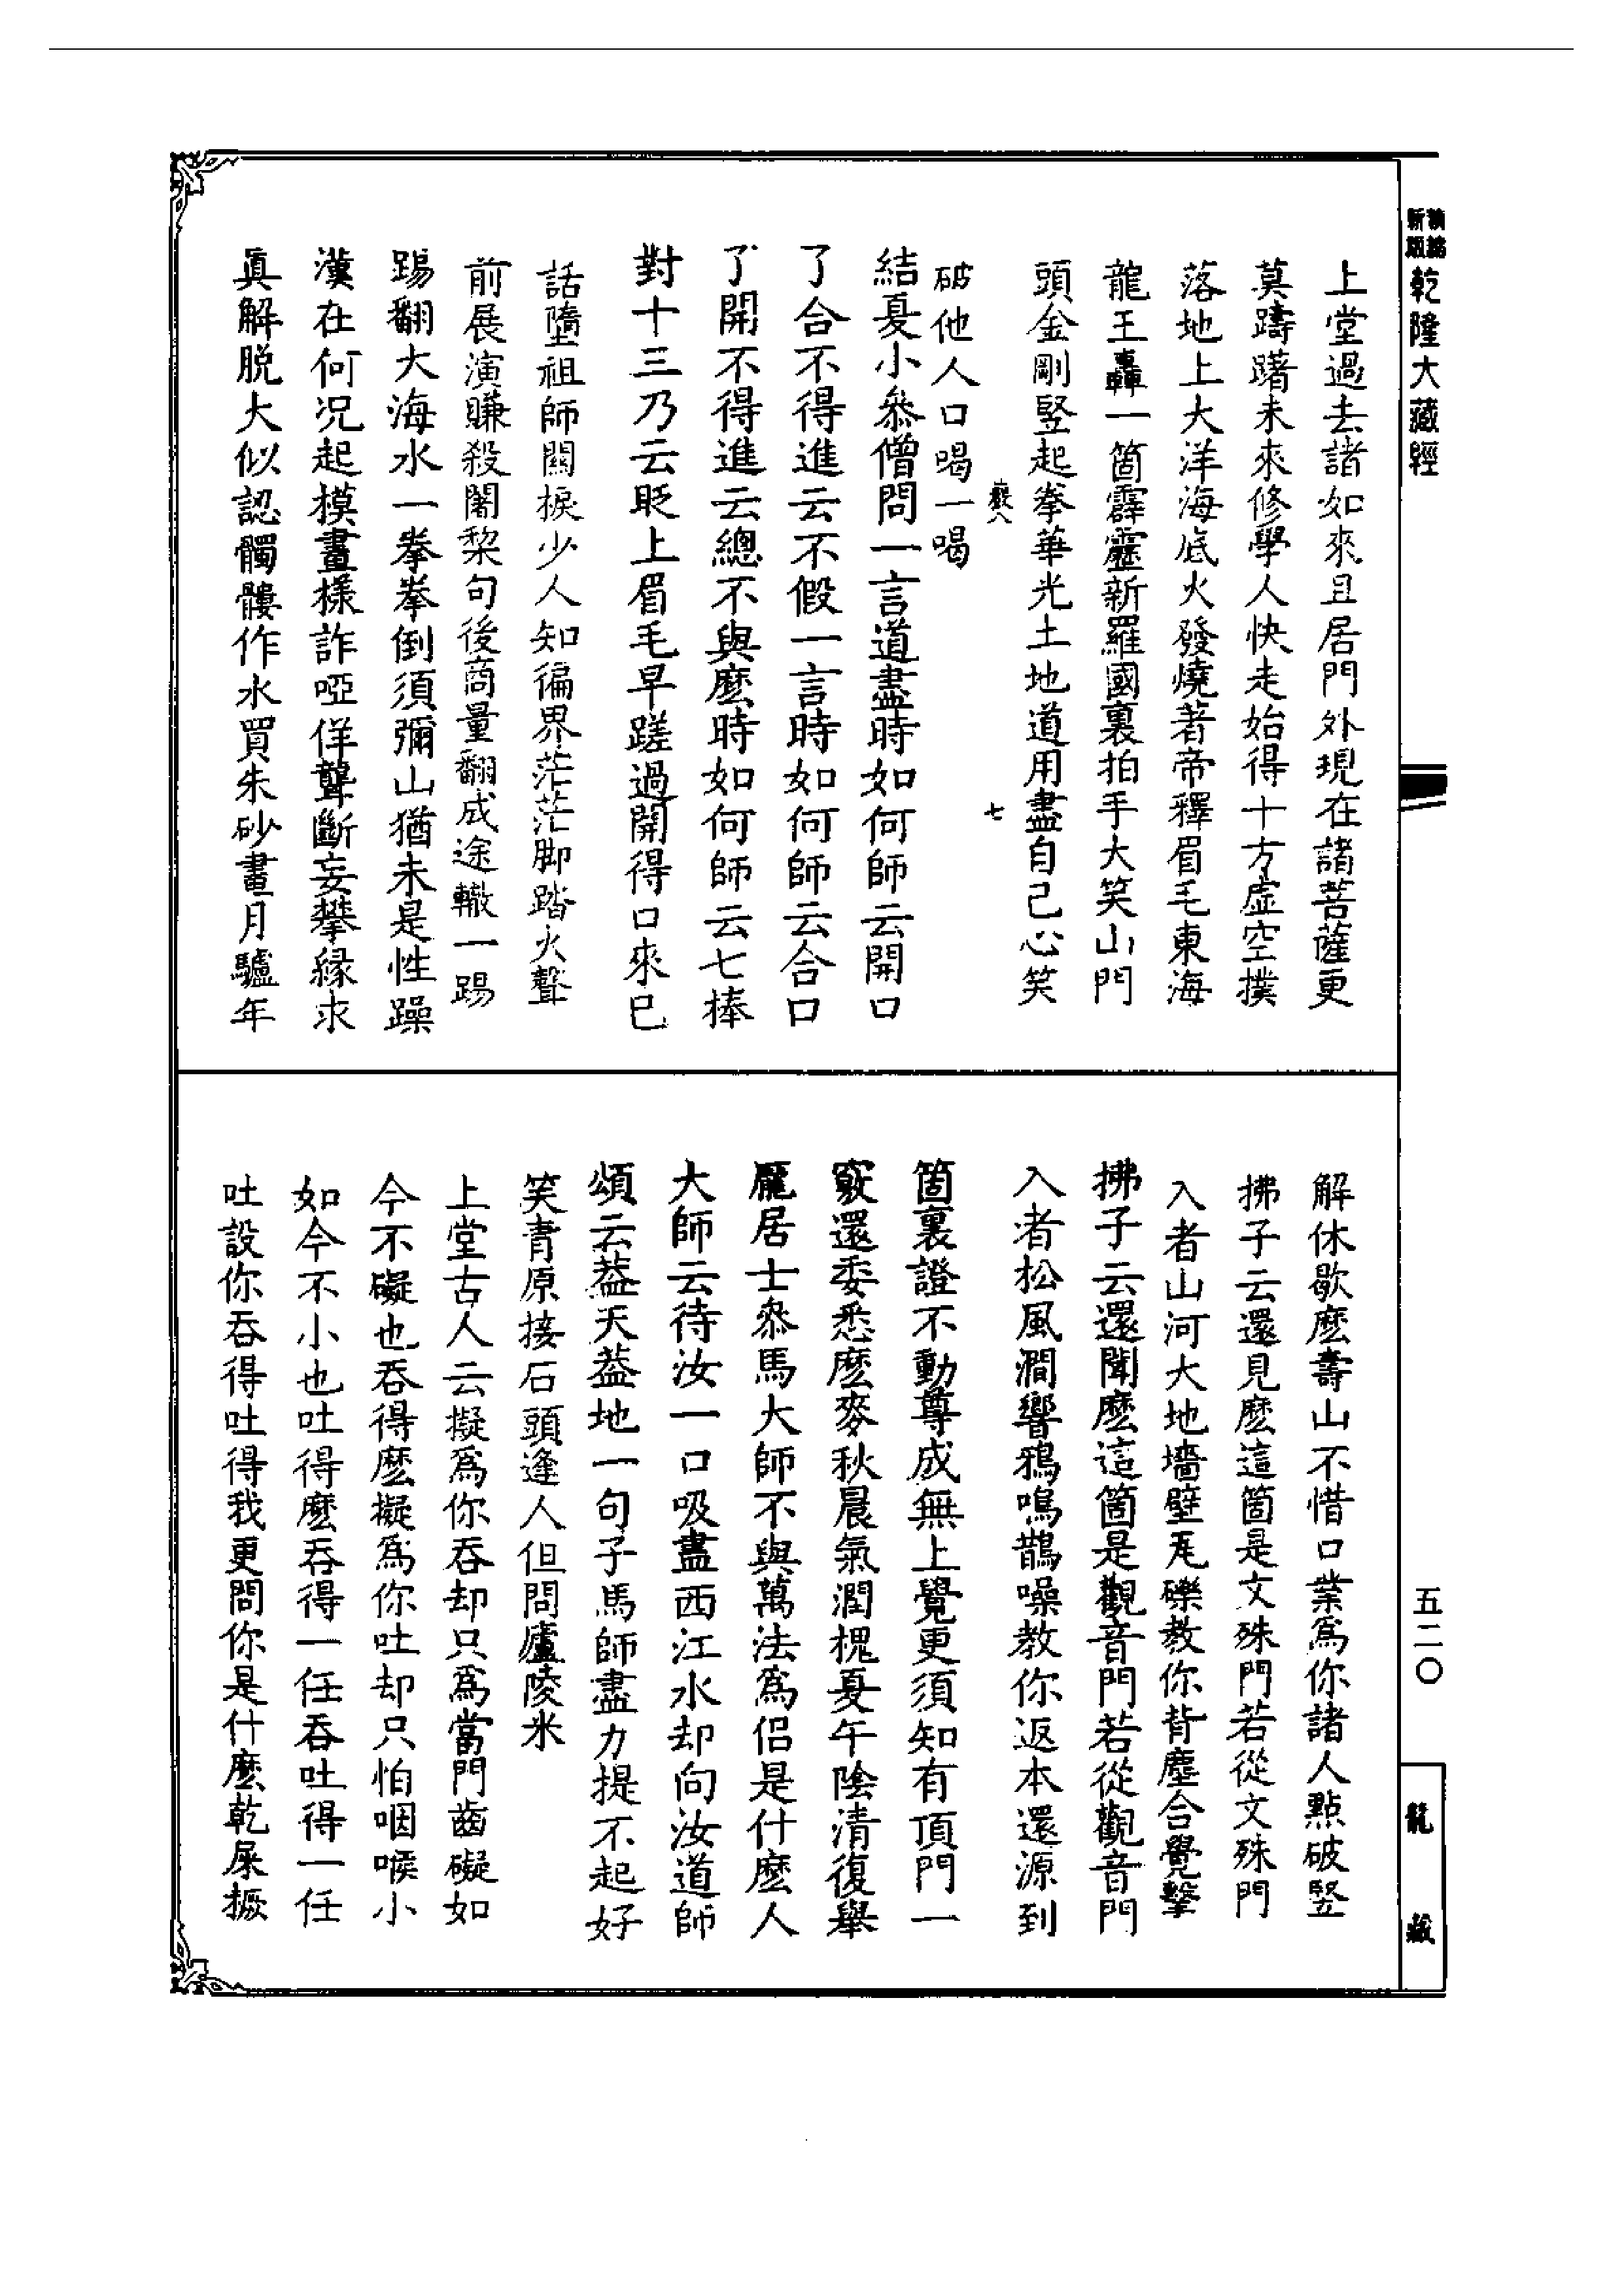 新編
新版
乾隆大藏經
上堂過去諸如來且居門外現在諸菩薩更
莫躊躇未來修學人快走始得十方虛空撲
落地上大洋海底火發燒著帝釋眉毛東海
龍王轟一箇霹靂新羅國裏拍手大笑山門
頭金剛竪起拳華光土地道用盡自己心笑
破他人口喝一喝
結夏小參僧問一言道盡時如何師云開口
了合不得進云不假一言時如何師云合口
了開不得進云總不與麽時如何師云七棒
對十三乃云眨上眉毛早蹉過開得口來已
話墮祖師關捩少人知徧界茫茫脚踏火聲
前展演賺殺闍黎句後商量翻成途轍一踢
踢翻大海水一拳拳倒須彌山猶未是性躁
漢在何況起摸畫樣詐啞佯聾斷妄攀緣求
眞解脫大似認髑髏作水買朱砂畫月驢年
七
解休歇麽壽山不惜口業爲你諸人點破竪
拂子云還見麽這箇是文殊門若從文殊門
入者山河大地墻壁瓦礫教你背塵合覺擊
拂子云還聞麽這箇是觀音門若從觀音門
入者松風澗響鴉鳴鵲噪教你返本還源到
箇裏證不動尊成無上覺更須知有頂門一
竅還委悉麽麥秋晨氣潤槐夏午陰清復舉
龐居士參馬大師不與萬法爲侶是什麽人
大師云待汝一口吸盡西江水却向汝道師
頌云葢天葢地一句子馬師盡力提不起好
笑青原接石頭逢人但問廬陵米
上堂古人云擬爲你吞却只爲當門齒礙如
今不礙也吞得麽擬爲你吐却只怕咽喉小
如今不小也吐得麽吞得一任吞吐得一任
吐設你吞得吐得我更問你是什麽乾屎橛
五二〇
龍藏